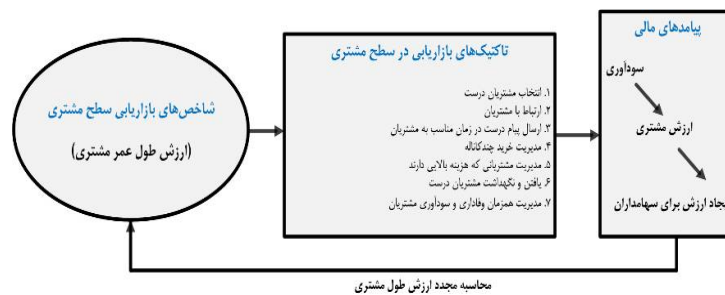 شاخص‌های بازاریابی سطح مشتری
(ارزش طول عمر مشتری)
تاکتیک‌های بازاریابی در سطح مشتری
۱. انتخاب مشتریان درست
۲. ارتباط با مشتریان
۳. ارسال پیام درست در زمان مناسب به مشتریان
۴. مدیریت خرید چندکاناله
۵. مدیریت مشتریانی که هزینه بالایی دارند
۶. یافتن و نگهداشت مشتریان درست
۷. مدیریت همزمان وفاداری و سودآوری مشتریان
پیامدهای مالی
سودآوری
ارزش مشتری
یجاد ارزش برای سهامداران
محاسبه مجدد ارزش طول مشتری